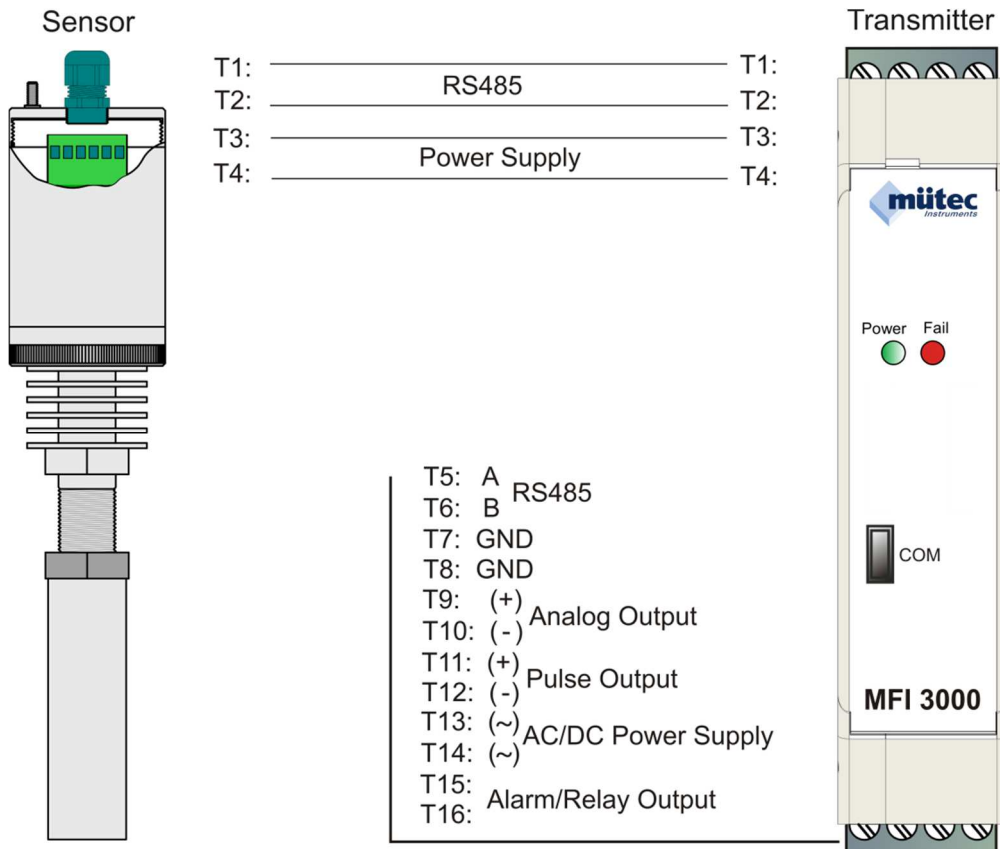 Sensor
Transmitter
T1: T1:
RS485
T2: T2:
T3: T3:
Power Supply
T4: T4:
mütec
Instruments
Power Fail
T5: A
RS485
T6: B
T7: GND
T8: GND
T9: (+)
Analog Output
T10: (-)
T11: (+)
Pulse Output
T12: (-)
T13: (~)
AC/DC Power Supply
T14: (~)
T15:
Alarm/Relay Output
T16:
COM
MFI 3000